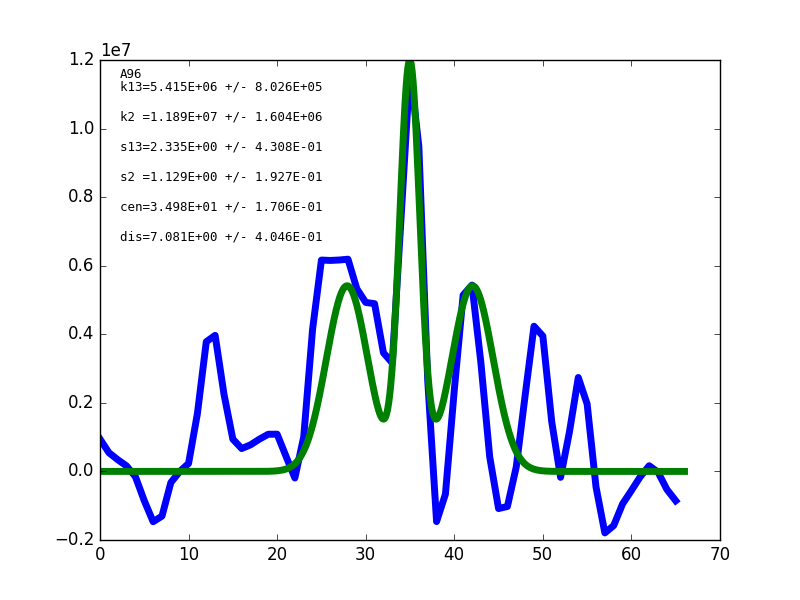 1e7
A96
k13=5.415E+06 +/- 8.026E+05
k2 =1.189E+07 +/- 1.604E+06
s13=2.335E+00 +/- 4.308E-01
s2 =1.129E+00 +/- 1.927E-01
cen=3.498E+01 +/- 1.706E-01
dis=7.081E+00 +/- 4.046E-01
1.2
1.0
0.8
0.6
0.4
0.2
0.0
−0.2
0 10 20 30 40 50 60 70